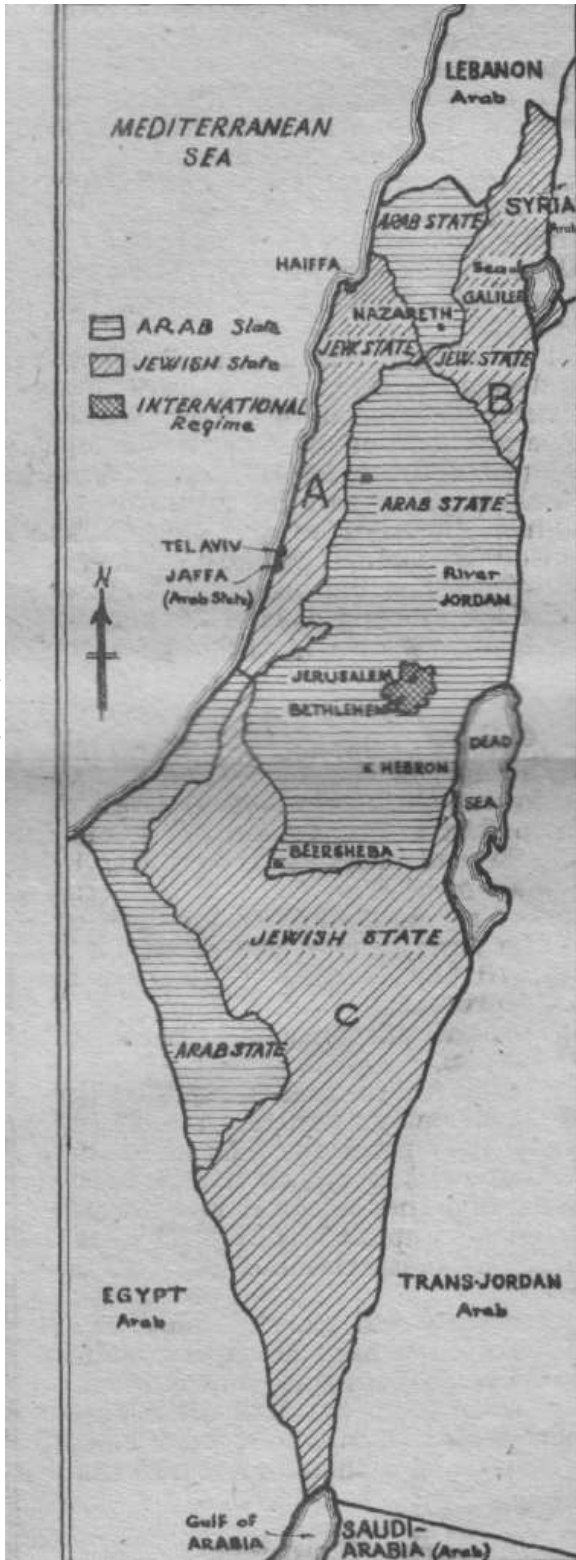 LEBANON
Arab
MEDITERRANEAN
SEA
SYRIA
Arab
ARAB STATE
HAIFFA
Sea of
GALILEE
NAZARETH
ARAB State
JEWISH State
INTERNATIONAL
Regime
JEW. STATE
JEW. STATE
B
A
ARAB STATE
TEL AVIV
JAFFA
(Arab State)
N
River
JORDAN
JERUSALEM
BETHLEHEM
DEAD
SEA
HEBRON
BEERSHEBA
JEWISH STATE
C
ARAB STATE
EGYPT
Arab
TRANS-JORDAN
Arab
Gulf of
ARABIA
SAUDI-
ARABIA (Arab)